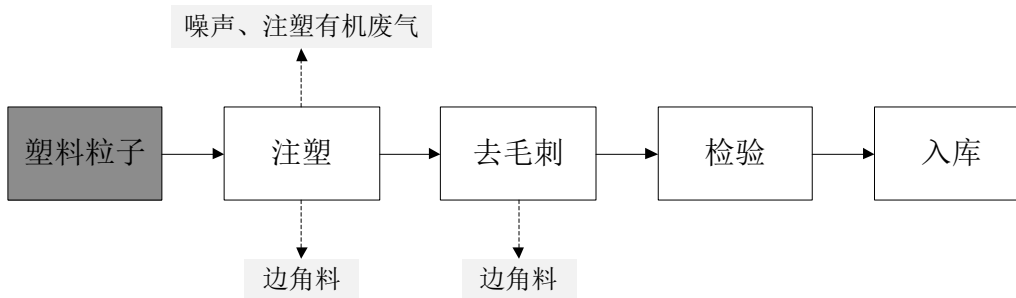 噪声、注塑有机废气
塑料粒子
注塑
去毛刺
检验
入库
边角料
边角料